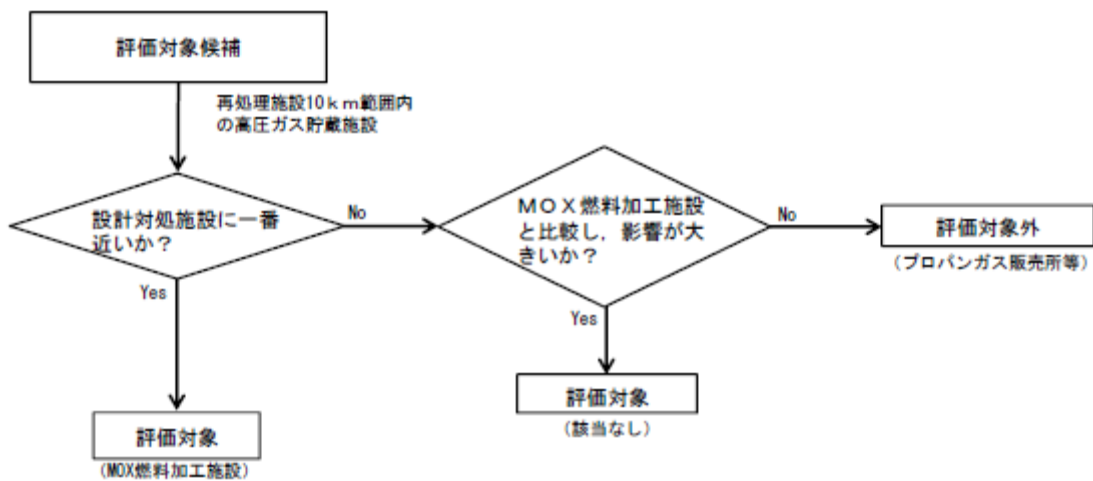 評価対象候補
再処理施設10ｋｍ範囲内
の高圧ガス貯蔵施設
設計対処施設に一番
近いか？
No
Yes
ＭＯＸ燃料加工施設
と比較し，影響が大
きいか？
No
Yes
評価対象外
(プロパンガス販売所等)
評価対象
(該当なし)
評価対象
(MOX燃料加工施設)